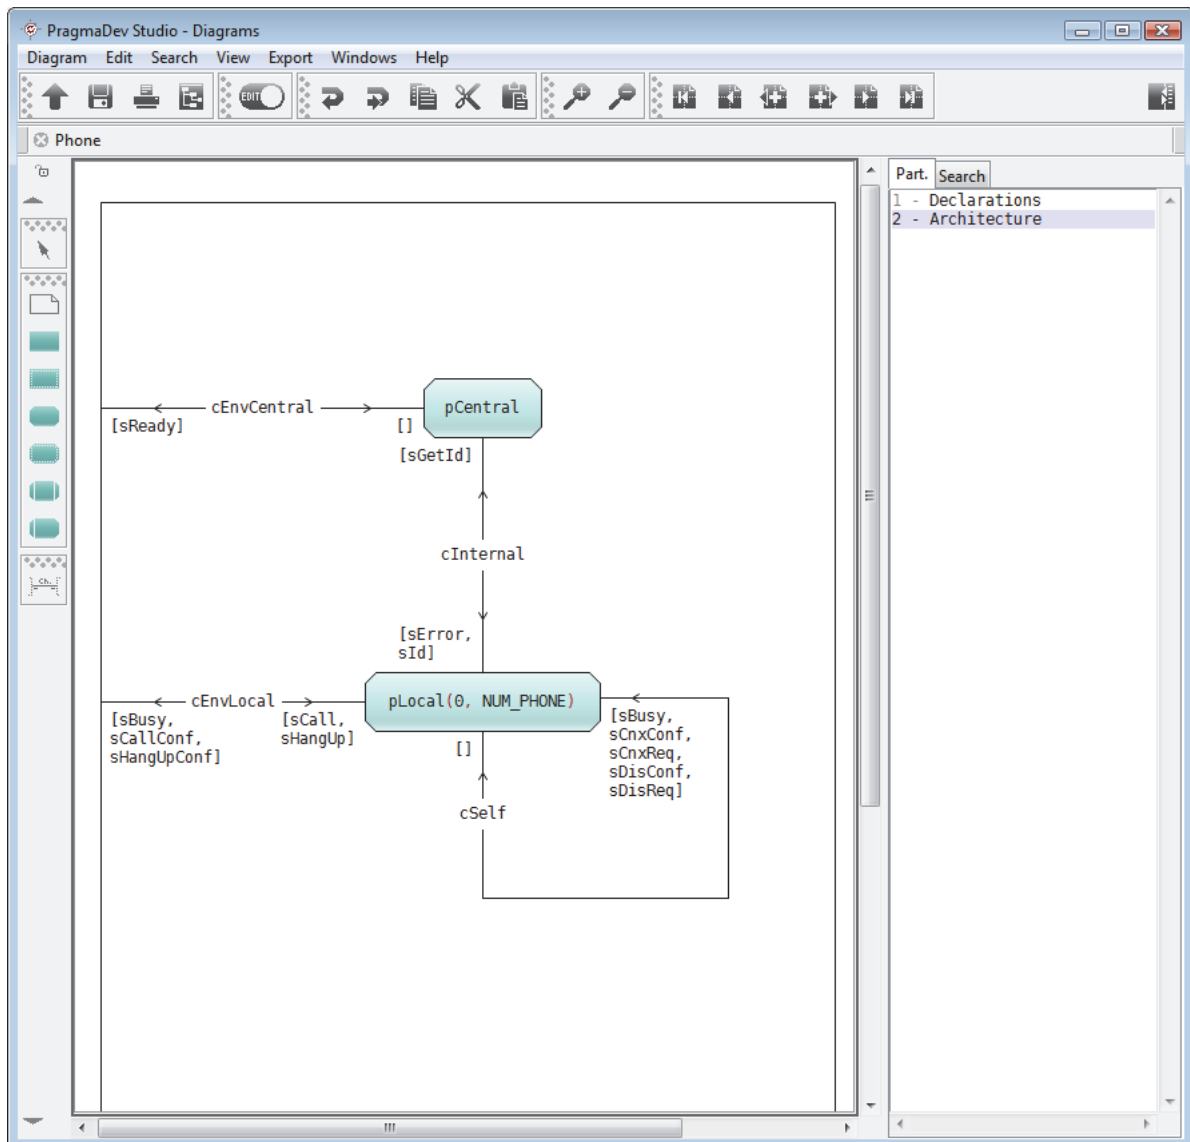 PragmaDev Studio - Diagrams
Diagram Edit Search View Export Windows Help
EDIT
Phone
Part. Search
1 - Declarations
2 - Architecture
Ch.
cEnvCentral
pCentral
[sReady]
[]
[sGetId]
cInternal
[sError,
sId]
cEnvLocal
pLocal(0, NUM_PHONE)
[sBusy,
sCallConf,
sHangUpConf]
[sCall,
sHangUp]
[]
[sBusy,
sCnxConf,
sCnxReq,
sDisConf,
sDisReq]
cSelf